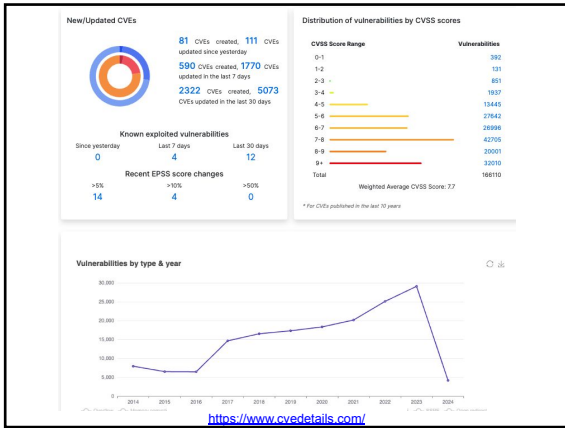 New/Updated CVEs
81 CVEs created, 111 CVEs
updated since yesterday
590 CVEs created, 1770 CVEs
updated in the last 7 days
2322 CVEs created, 5073
CVEs updated in the last 30 days
Known exploited vulnerabilities
Since yesterday Last 7 days Last 30 days
0 4 12
Recent EPSS score changes
>5% >10% >50%
14 4 0
Distribution of vulnerabilities by CVSS scores
CVSS Score Range Vulnerabilities
0-1 392
1-2 131
2-3 851
3-4 1937
4-5 13445
5-6 27642
6-7 26996
7-8 42705
8-9 20001
9+ 32010
Total 166110
Weighted Average CVSS Score: 7.7
* For CVEs published in the last 10 years
Vulnerabilities by type & year
30,000
25,000
20,000
15,000
10,000
5,000
0
2014 2015 2016 2017 2018 2019 2020 2021 2022 2023 2024
https://www.cvedetails.com/